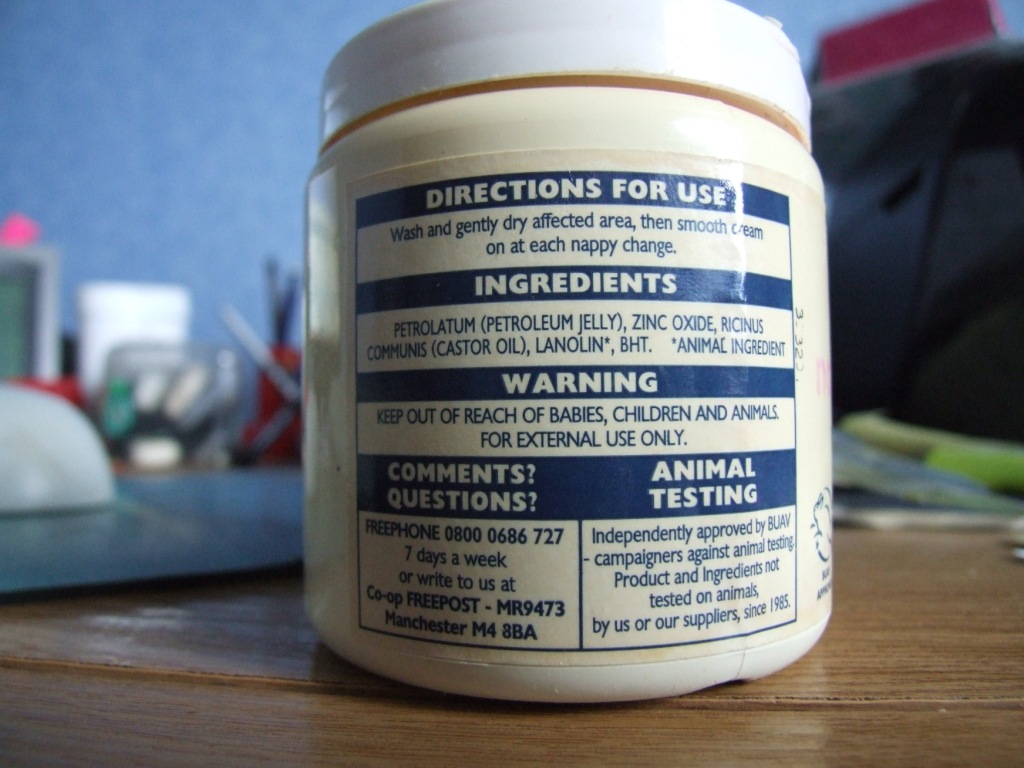 DIRECTIONS FOR USE
Wash and gently dry affected area, then smooth cream
on at each nappy change.
INGREDIENTS
PETROLATUM (PETROLEUM JELLY), ZINC OXIDE, RICINUS
COMMUNIS (CASTOR OIL), LANOLIN*, BHT. *ANIMAL INGREDIENT
WARNING
KEEP OUT OF REACH OF BABIES, CHILDREN AND ANIMALS.
FOR EXTERNAL USE ONLY.
COMMENTS?
QUESTIONS?
FREEPHONE 0800 0686 727
7 days a week
or write to us at
Co-op FREEPOST - MR9473
Manchester M4 8BA
ANIMAL
TESTING
Independently approved by BUAV
- campaigners against animal testing.
Product and Ingredients not
tested on animals,
by us or our suppliers, since 1985.